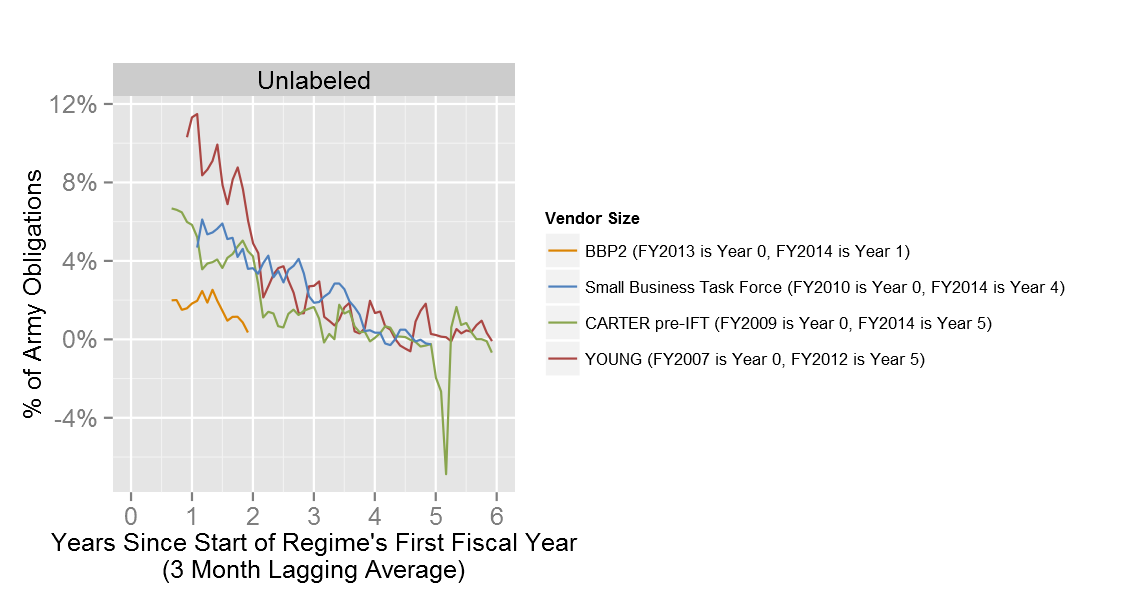 Unlabeled
12%
8%
4%
0%
-4%
% of Army Obligations
0 1 2 3 4 5 6
Years Since Start of Regime's First Fiscal Year
(3 Month Lagging Average)
Vendor Size
BBP2 (FY2013 is Year 0, FY2014 is Year 1)
Small Business Task Force (FY2010 is Year 0, FY2014 is Year 4)
CARTER pre-IFT (FY2009 is Year 0, FY2014 is Year 5)
YOUNG (FY2007 is Year 0, FY2012 is Year 5)